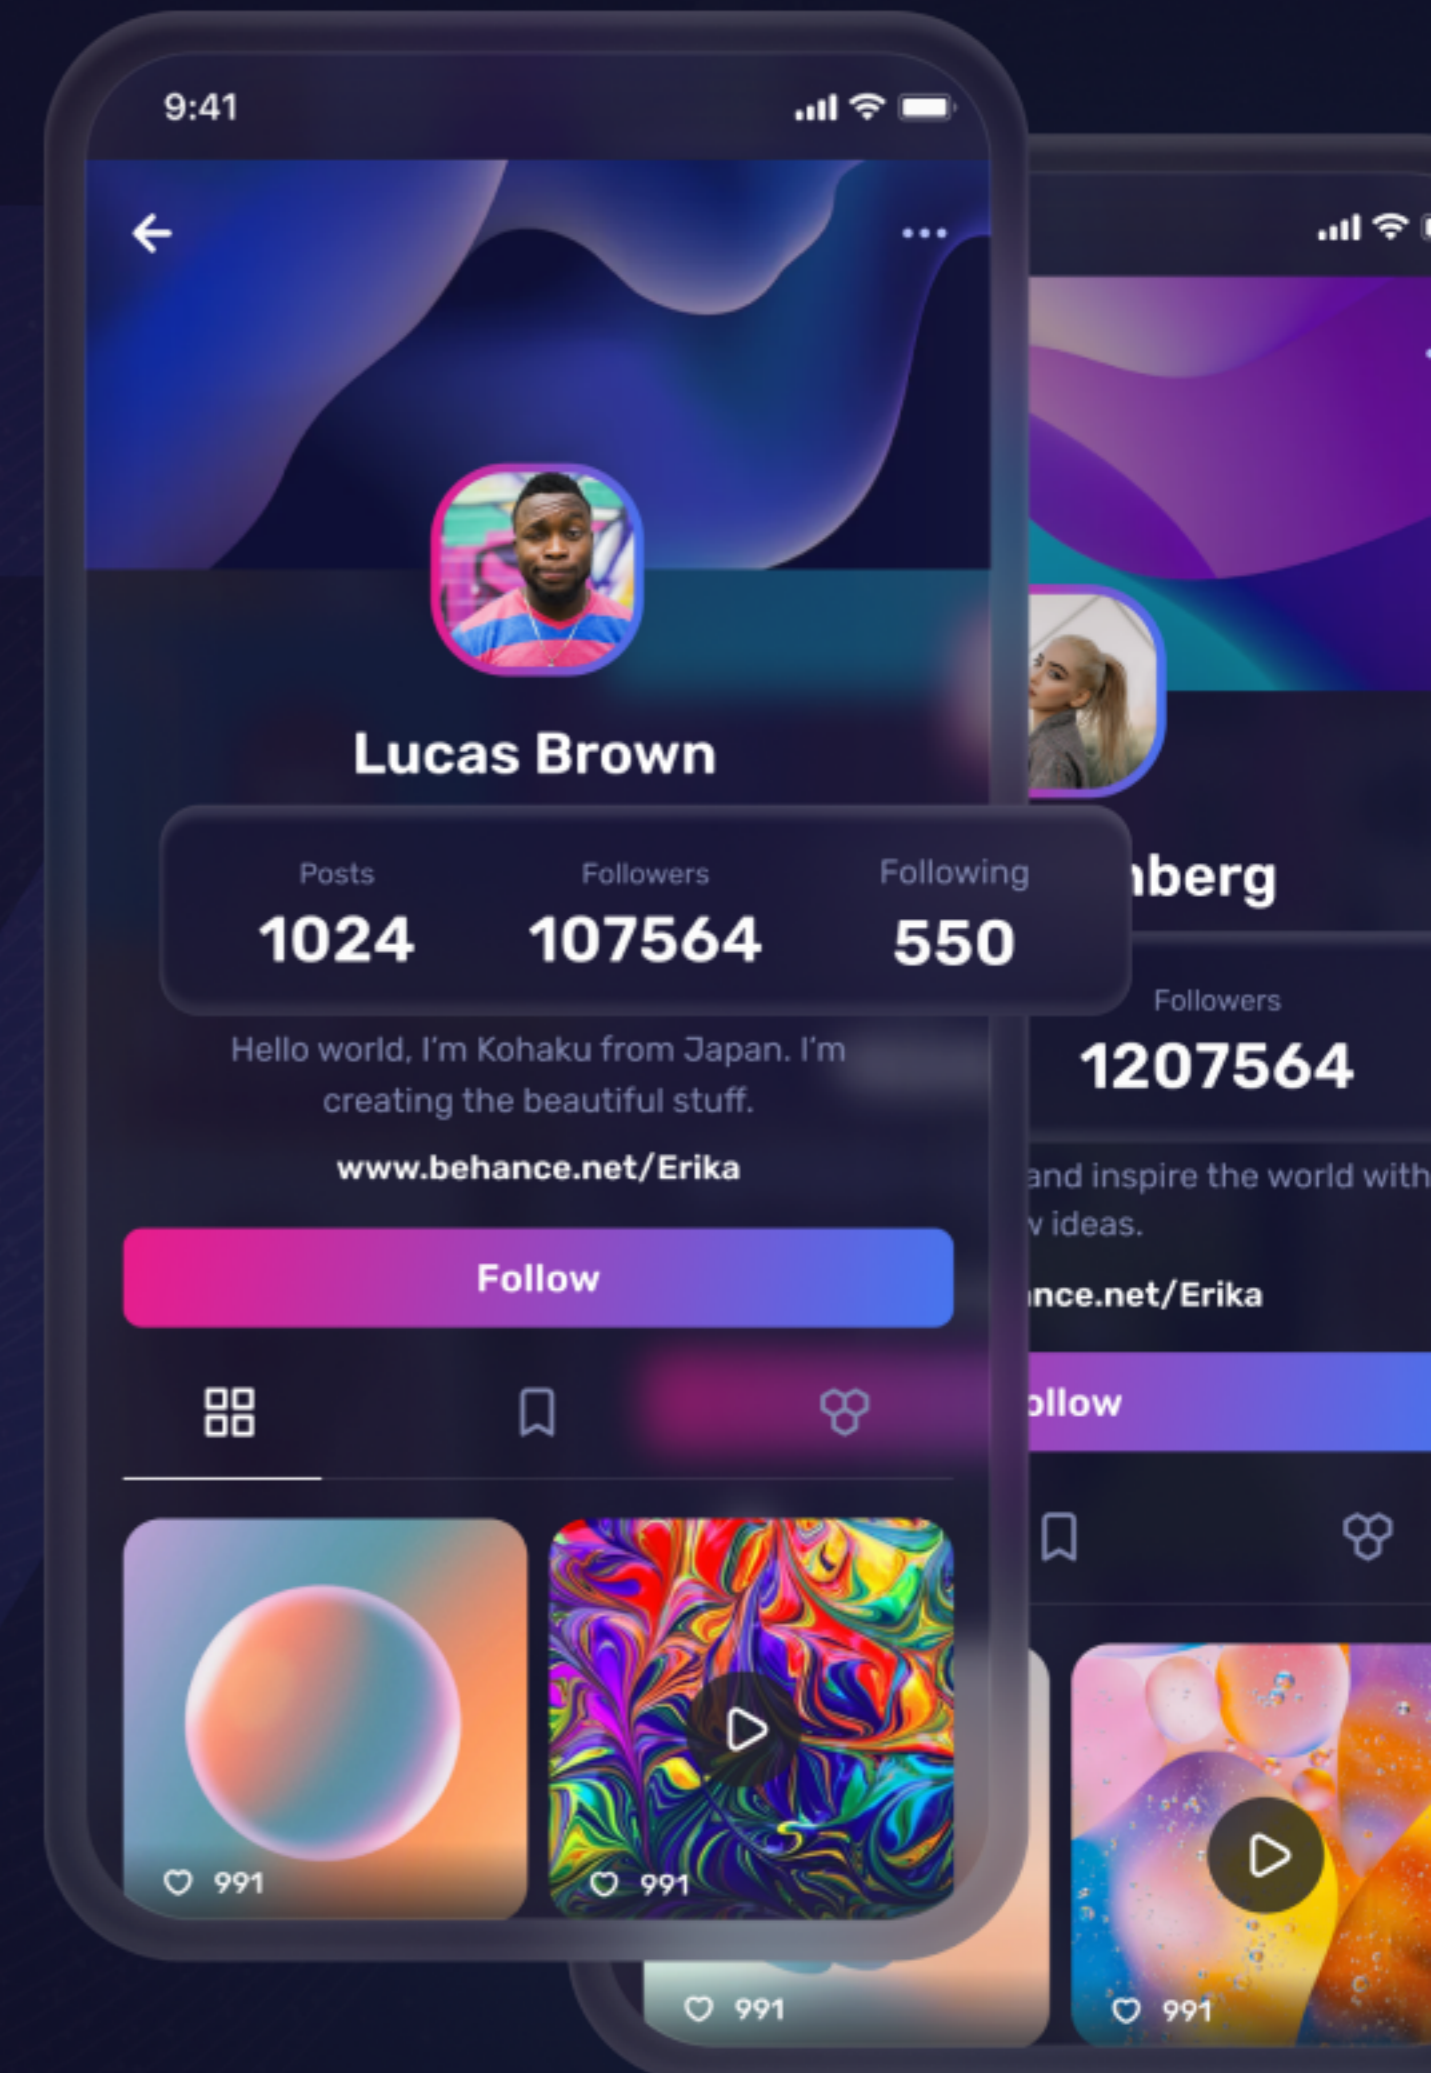 9:41
Lucas Brown
Posts
Followers
Following
1024
107564
550
Hello world, I'm Kohaku from Japan. I'm
creating the beautiful stuff.
www.behance.net/Erika
Follow
991
991
nberg
Followers
1207564
and inspire the world with
ideas.
nce.net/Erika
ollow
991
991